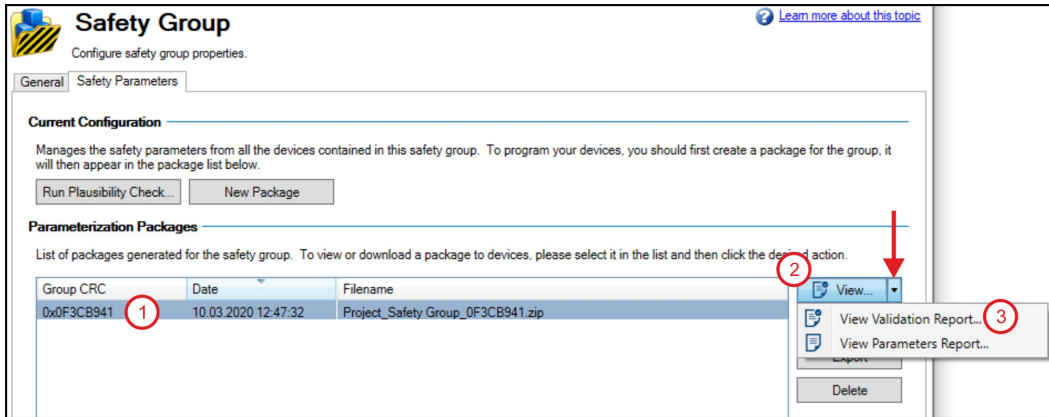 Safety Group
Learn more about this topic
Configure safety group properties.
General Safety Parameters
Current Configuration
Manages the safety parameters from all the devices contained in this safety group. To program your devices, you should first create a package for the group, it
will then appear in the package list below.
Run Plausibility Check... New Package
Parameterization Packages
List of packages generated for the safety group. To view or download a package to devices, please select it in the list and then click the desired action.
2
Group CRC Date Filename View...
0x0F3CB941 1 10.03.2020 12:47:32 Project_Safety Group_0F3CB941.zip View Validation Report... 3
View Parameters Report...
Export
Delete